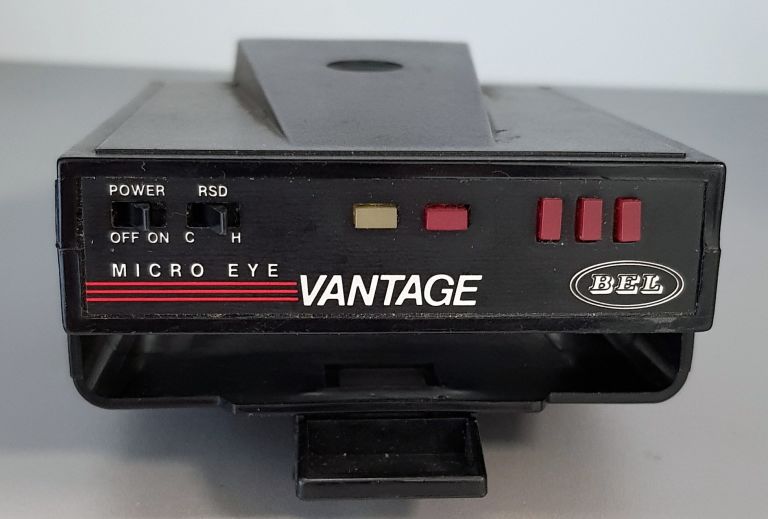 POWER RSD
OFF ON C H
MICRO EYE
VANTAGE
BEL